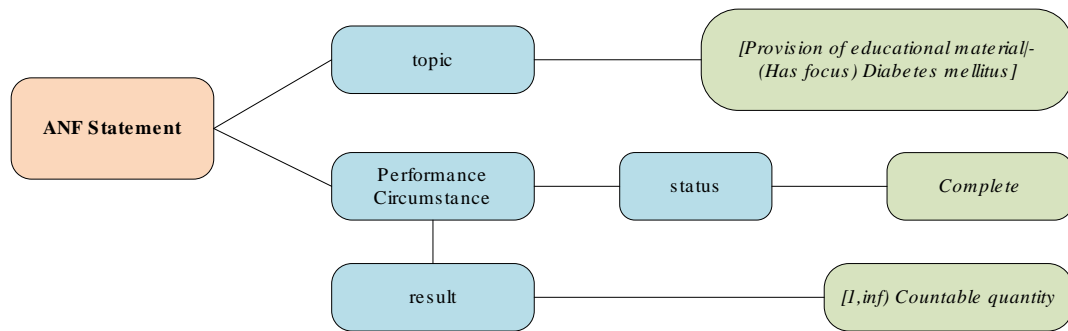 topic
[Provision of educational material|-
(Has focus) Diabetes mellitus]
ANF Statement
Performance
Circumstance
status
Complete
result
[1,inf) Countable quantity